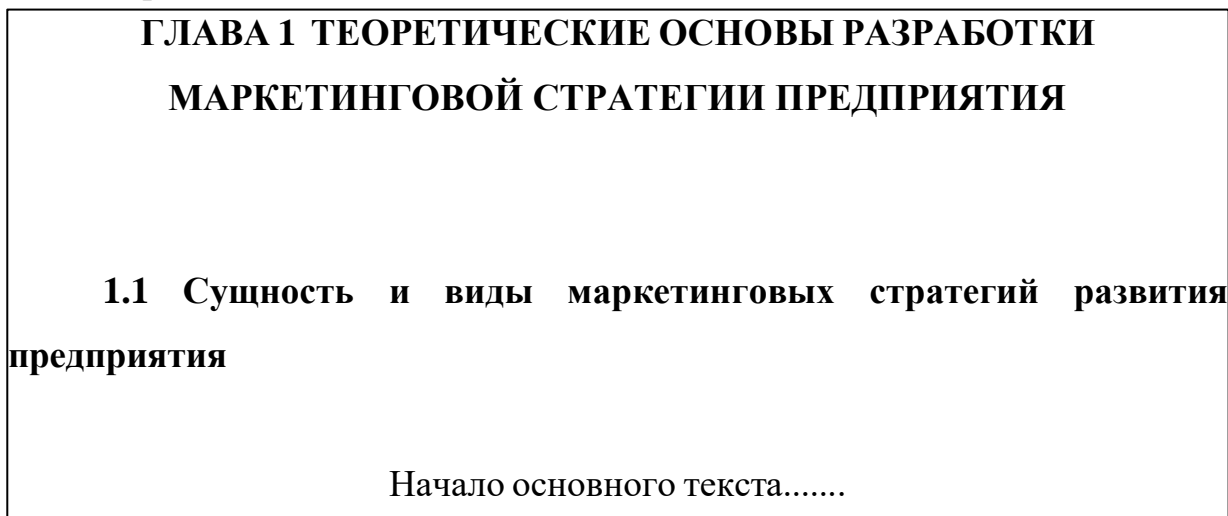 ГЛАВА 1 ТЕОРЕТИЧЕСКИЕ ОСНОВЫ РАЗРАБОТКИ
МАРКЕТИНГОВОЙ СТРАТЕГИИ ПРЕДПРИЯТИЯ
1.1 Сущность и виды маркетинговых стратегий развития
предприятия
Начало основного текста.......